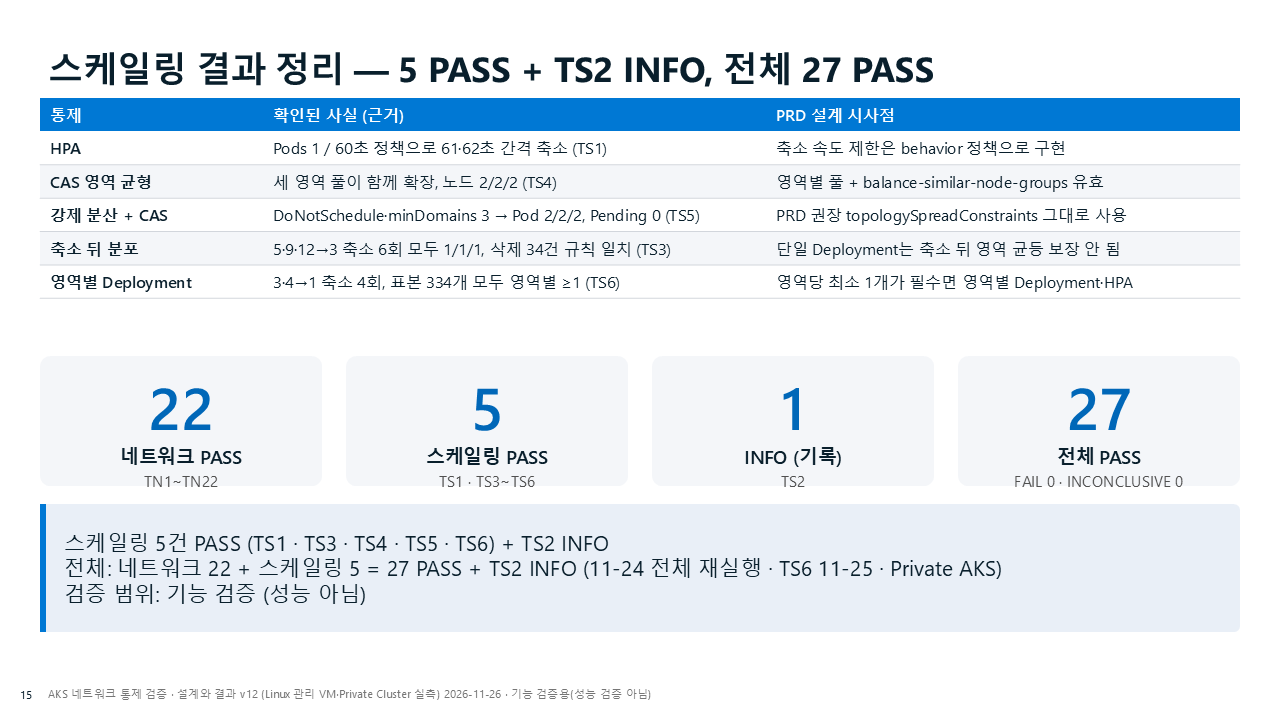 스케일링 결과 정리 — 5 PASS + TS2 INFO, 전체 27 PASS
통제 확인된 사실 (근거) PRD 설계 시사점
HPA Pods 1 / 60초 정책으로 61·62초 간격 축소 (TS1) 축소 속도 제한은 behavior 정책으로 구현
CAS 영역 균형 세 영역 풀이 함께 확장, 노드 2/2/2 (TS4) 영역별 풀 + balance-similar-node-groups 유효
강제 분산 + CAS DoNotSchedule·minDomains 3 → Pod 2/2/2, Pending 0 (TS5) PRD 권장 topologySpreadConstraints 그대로 사용
축소 뒤 분포 5·9·12→3 축소 6회 모두 1/1/1, 삭제 34건 규칙 일치 (TS3) 단일 Deployment는 축소 뒤 영역 균등 보장 안 됨
영역별 Deployment 3·4→1 축소 4회, 표본 334개 모두 영역별 ≥1 (TS6) 영역당 최소 1개가 필수면 영역별 Deployment·HPA
22 5 1 27
네트워크 PASS 스케일링 PASS INFO (기록) 전체 PASS
TN1~TN22 TS1 · TS3~TS6 TS2 FAIL 0 · INCONCLUSIVE 0
스케일링 5건 PASS (TS1 · TS3 · TS4 · TS5 · TS6) + TS2 INFO
전체: 네트워크 22 + 스케일링 5 = 27 PASS + TS2 INFO (11-24 전체 재실행 · TS6 11-25 · Private AKS)
검증 범위: 기능 검증 (성능 아님)
15 AKS 네트워크 통제 검증 · 설계와 결과 v12 (Linux 관리 VM·Private Cluster 실측) 2026-11-26 · 기능 검증용(성능 검증 아님)